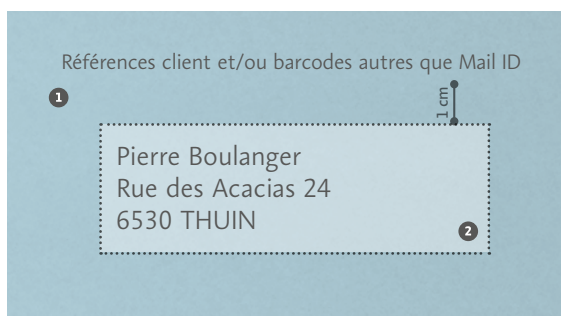 Références client et/ou barcodes autres que Mail ID
1
1 cm
Pierre Boulanger
Rue des Acacias 24
6530 THUIN
2